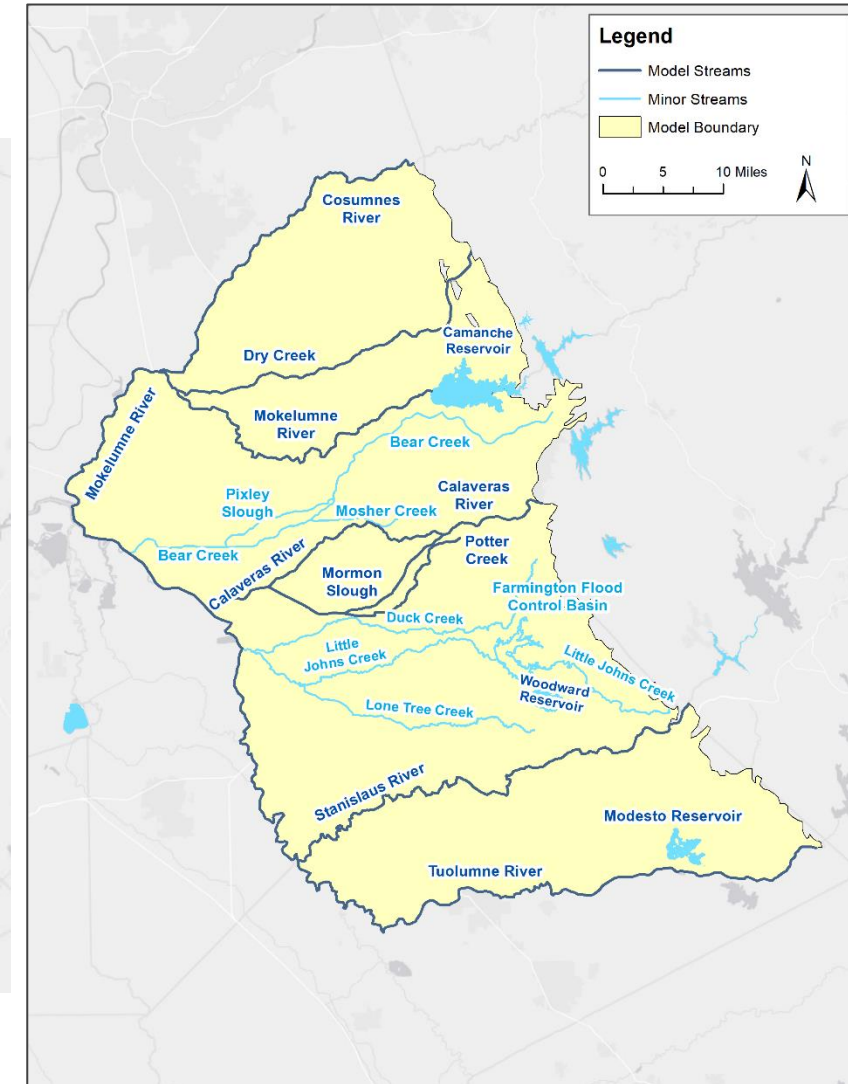 Legend
Model Streams
Minor Streams
Model Boundary
0 5 10 Miles
N
Cosumnes
River
Dry Creek
Camanche
Reservoir
Mokelumne River
Mokelumne
River
Bear Creek
Pixley
Slough
Mosher Creek
Calaveras
River
Bear Creek
Calaveras River
Mormon
Slough
Potter
Creek
Farmington Flood
Control Basin
Duck Creek
Little
Johns Creek
Little Johns Creek
Woodward
Reservoir
Lone Tree Creek
Stanislaus River
Modesto Reservoir
Tuolumne River